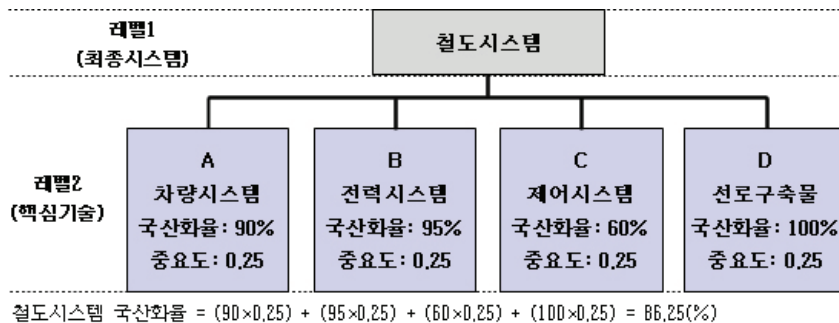 레벨1
(최종시스템)
철도시스템
레벨2
(핵심기술)
A
차량시스템
국산화율: 90%
중요도: 0.25
B
전력시스템
국산화율: 95%
중요도: 0.25
C
제어시스템
국산화율: 60%
중요도: 0.25
D
선로구축물
국산화율: 100%
중요도: 0.25
철도시스템 국산화율 = (90×0.25) + (95×0.25) + (60×0.25) + (100×0.25) = 86.25(%)